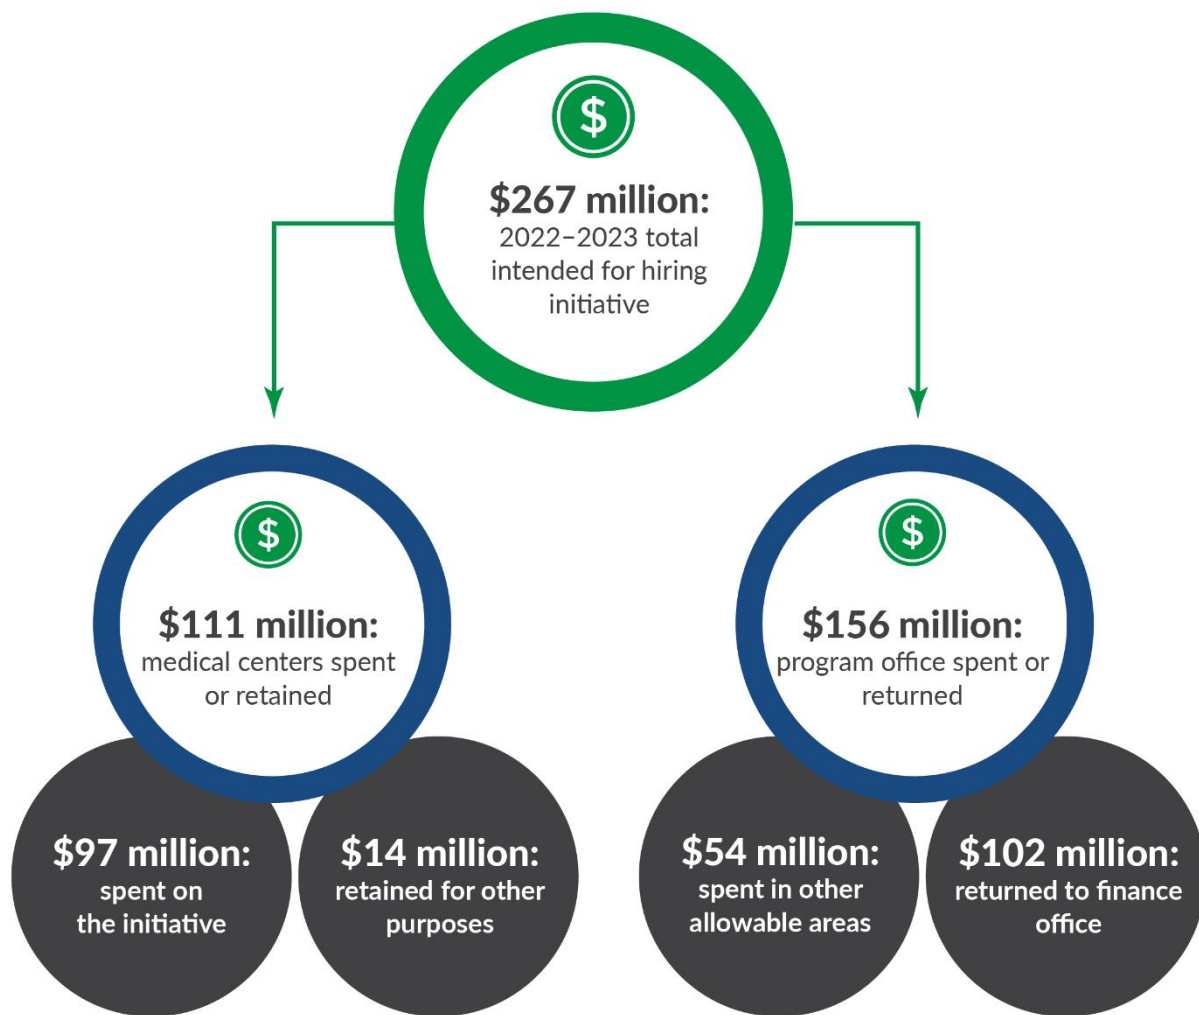 $
$267 million:
2022–2023 total
intended for hiring
initiative
$
$111 million:
medical centers spent
or retained
$
$156 million:
program office spent or
returned
$97 million:
spent on
the initiative
$14 million:
retained for other
purposes
$54 million:
spent in other
allowable areas
$102 million:
returned to finance
office